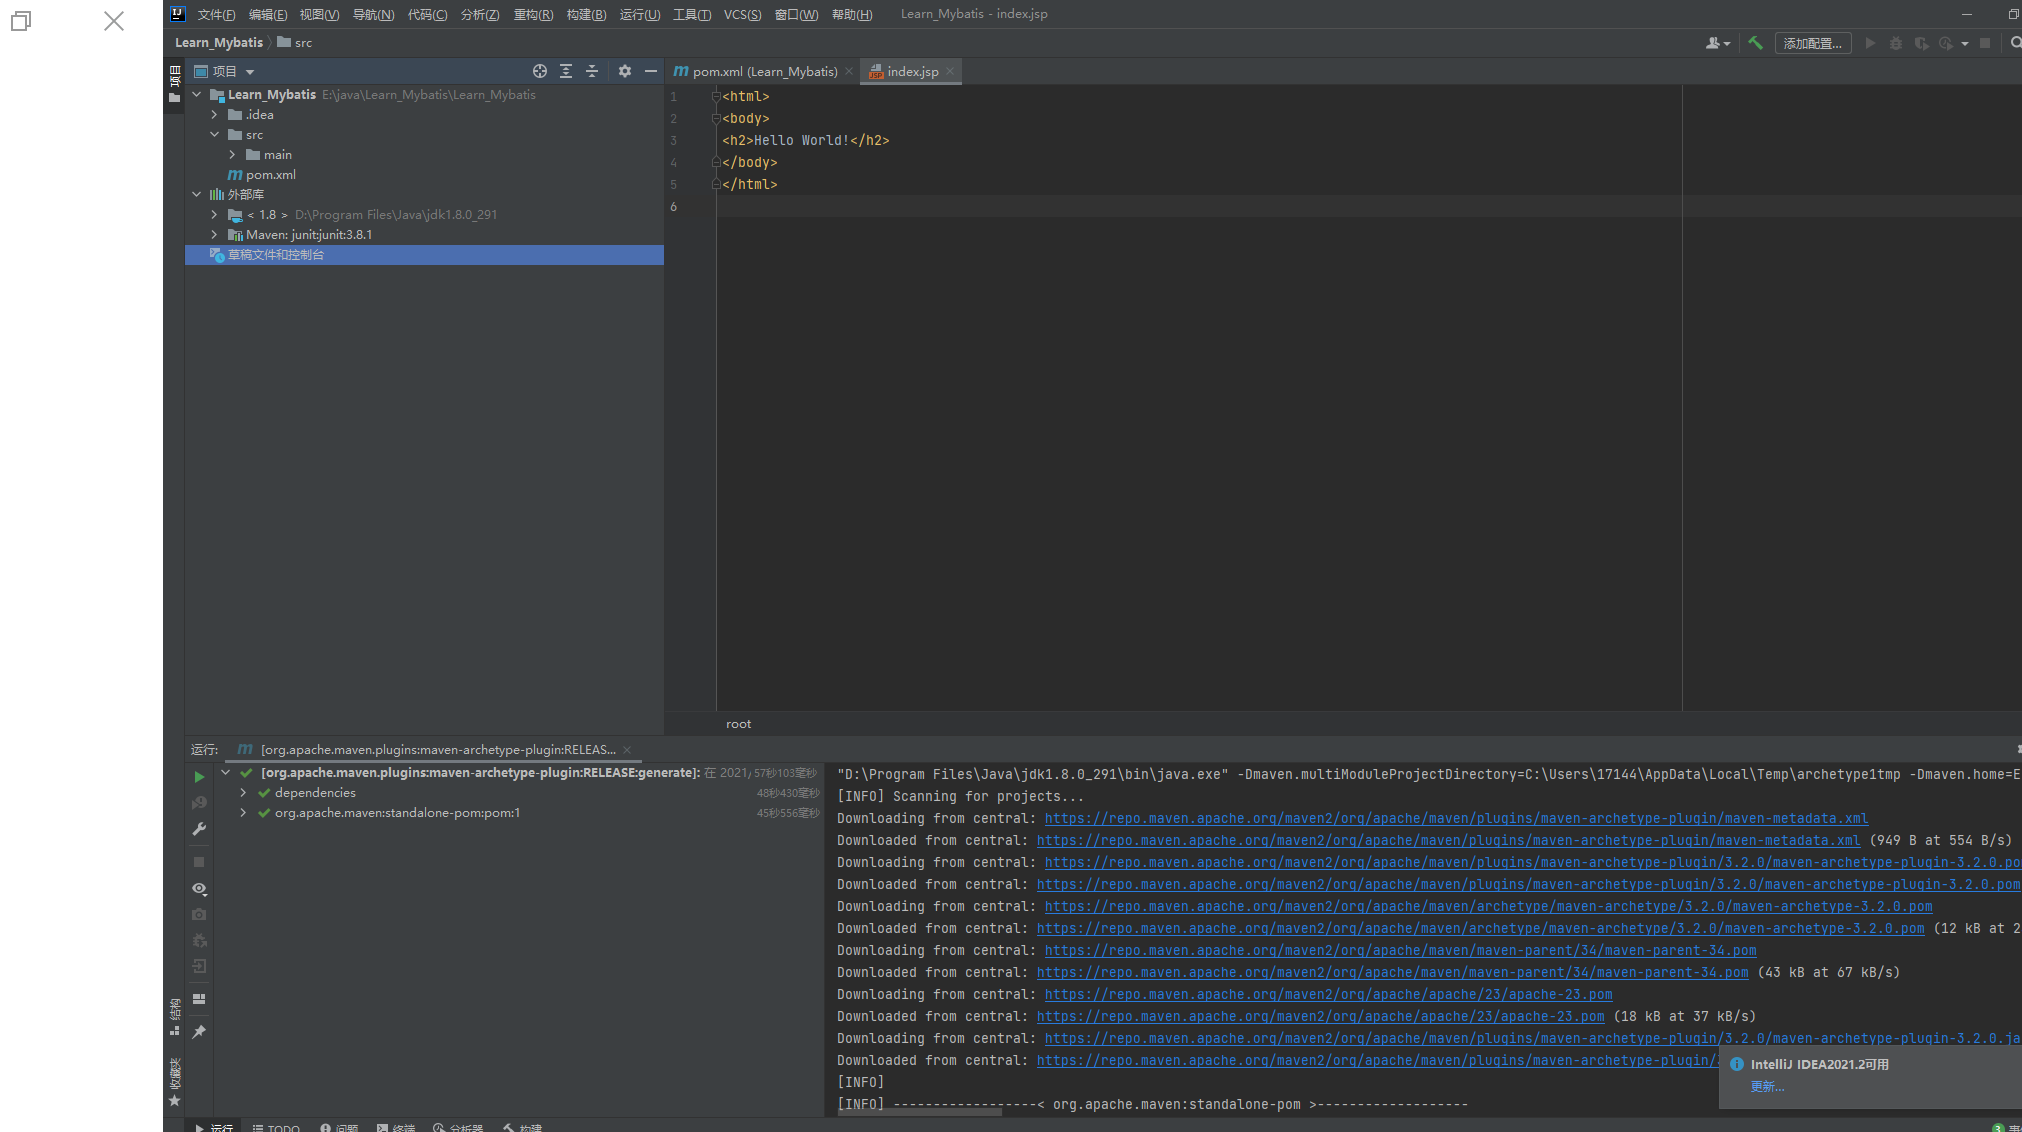 文件(F) 编辑(E) 视图(V) 导航(N) 代码(C) 分析(Z) 重构(R) 构建(B) 运行(U) 工具(T) VCS(S) 窗口(W) 帮助(H) Learn_Mybatis - index.jsp
Learn_Mybatis src
添加配置...
项目
项目
pom.xml (Learn_Mybatis)
index.jsp
Learn_Mybatis E:\java\Learn_Mybatis\Learn_Mybatis
.idea
src
main
pom.xml
外部库
< 1.8 > D:\Program Files\Java\jdk1.8.0_291
Maven: junit:junit:3.8.1
草稿文件和控制台
1 <html>
2 <body>
3 <h2>Hello World!</h2>
4 </body>
5 </html>
6
root
运行: [org.apache.maven.plugins:maven-archetype-plugin:RELEAS...
[org.apache.maven.plugins:maven-archetype-plugin:RELEASE:generate]: 在 2021/ 57秒103毫秒
dependencies 48秒430毫秒
org.apache.maven:standalone-pom:pom:1 45秒556毫秒
"D:\Program Files\Java\jdk1.8.0_291\bin\java.exe" -Dmaven.multiModuleProjectDirectory=C:\Users\17144\AppData\Local\Temp\archetype1tmp -Dmaven.home=E
[INFO] Scanning for projects...
Downloading from central: https://repo.maven.apache.org/maven2/org/apache/maven/plugins/maven-archetype-plugin/maven-metadata.xml
Downloaded from central: https://repo.maven.apache.org/maven2/org/apache/maven/plugins/maven-archetype-plugin/maven-metadata.xml (949 B at 554 B/s)
Downloading from central: https://repo.maven.apache.org/maven2/org/apache/maven/plugins/maven-archetype-plugin/3.2.0/maven-archetype-plugin-3.2.0.po
Downloaded from central: https://repo.maven.apache.org/maven2/org/apache/maven/plugins/maven-archetype-plugin/3.2.0/maven-archetype-plugin-3.2.0.pom
Downloading from central: https://repo.maven.apache.org/maven2/org/apache/maven/archetype/maven-archetype/3.2.0/maven-archetype-3.2.0.pom
Downloaded from central: https://repo.maven.apache.org/maven2/org/apache/maven/archetype/maven-archetype/3.2.0/maven-archetype-3.2.0.pom (12 kB at 2
Downloading from central: https://repo.maven.apache.org/maven2/org/apache/maven/maven-parent/34/maven-parent-34.pom
Downloaded from central: https://repo.maven.apache.org/maven2/org/apache/maven/maven-parent/34/maven-parent-34.pom (43 kB at 67 kB/s)
Downloading from central: https://repo.maven.apache.org/maven2/org/apache/apache/23/apache-23.pom
Downloaded from central: https://repo.maven.apache.org/maven2/org/apache/apache/23/apache-23.pom (18 kB at 37 kB/s)
Downloading from central: https://repo.maven.apache.org/maven2/org/apache/maven/plugins/maven-archetype-plugin/3.2.0/maven-archetype-plugin-3.2.0.ja
Downloaded from central: https://repo.maven.apache.org/maven2/org/apache/maven/plugins/maven-archetype-plugin/
[INFO]
[INFO] ------------------< org.apache.maven:standalone-pom >-------------------
IntelliJ IDEA2021.2可用
更新...
结构
收藏夹
运行 TODO 问题 终端 分析器 构建
3